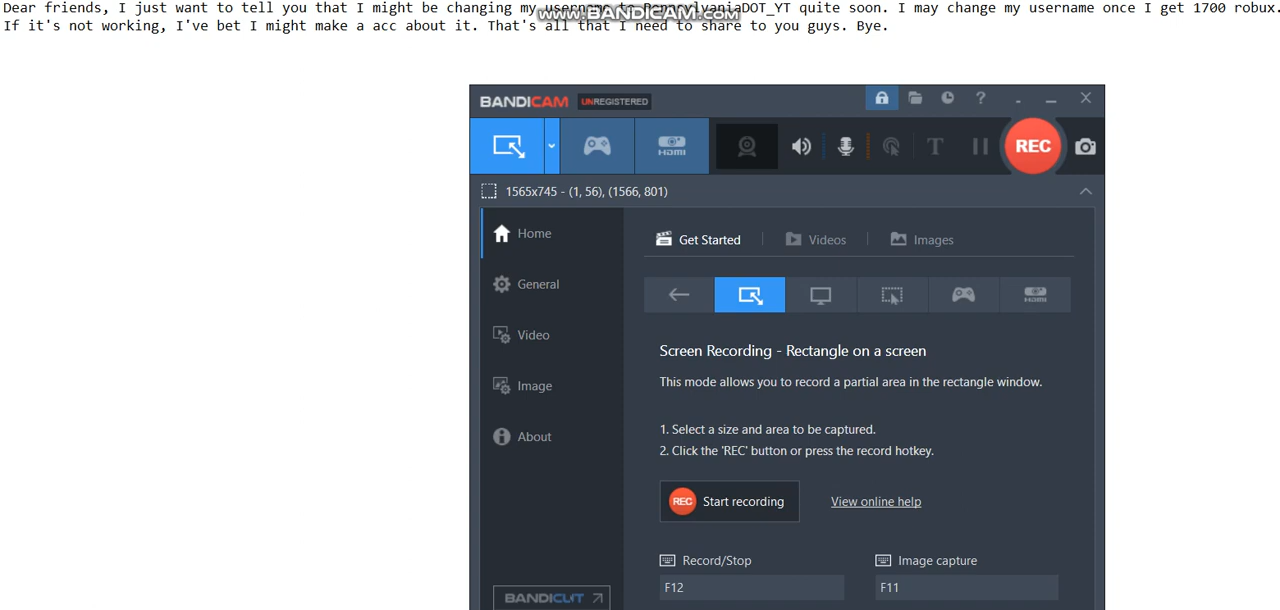 Dear friends, I just want to tell you that I might be changing my username to PennsylvaniaDOT_YT quite soon. I may change my username once I get 1700 robux.
www.BANDICAM.com
If it's not working, I've bet I might make a acc about it. That's all that I need to share to you guys. Bye.
BANDICAM UNREGISTERED
HDMI
T
REC
1565x745 - (1, 56), (1566, 801)
Home
Get Started
Videos
Images
General
HDMI
Video
Screen Recording - Rectangle on a screen
This mode allows you to record a partial area in the rectangle window.
Image
1. Select a size and area to be captured.
About
2. Click the 'REC' button or press the record hotkey.
REC Start recording
View online help
Record/Stop
Image capture
F12
F11
BANDICUT